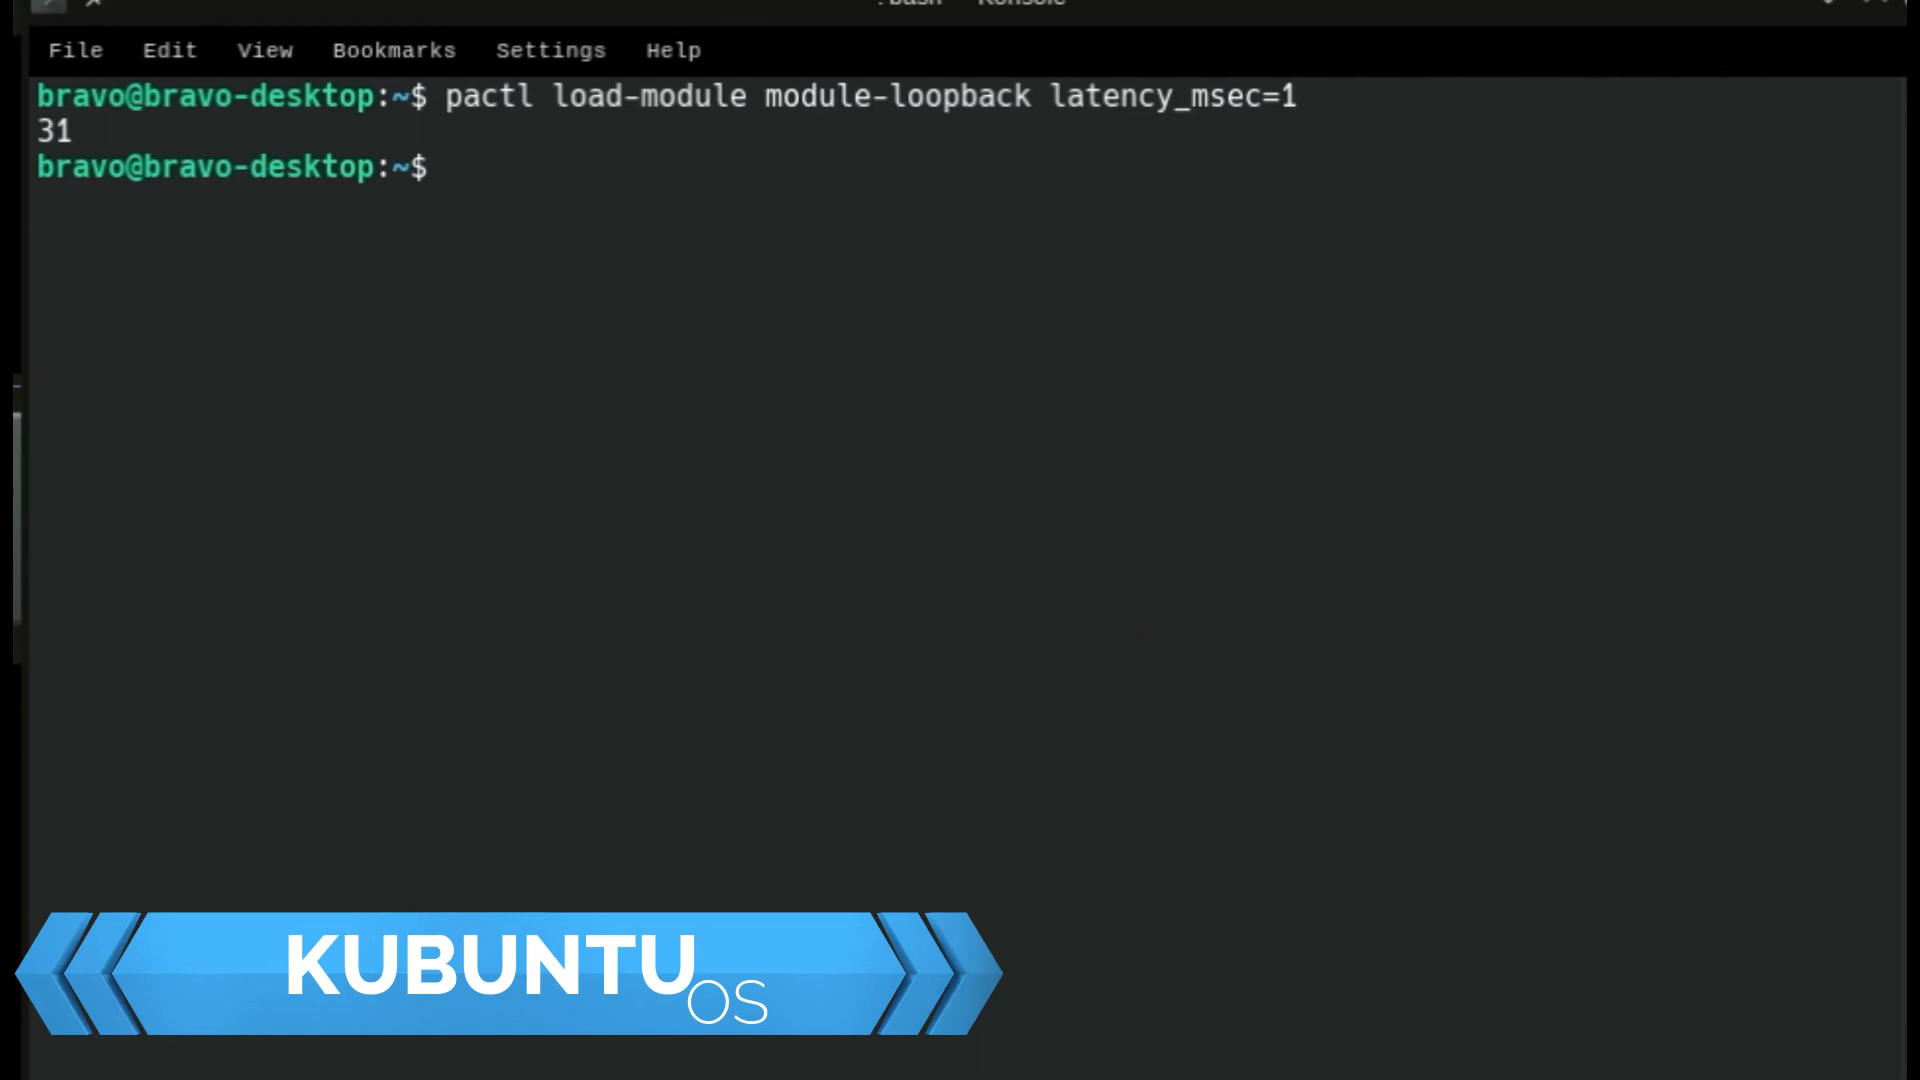 File Edit View Bookmarks Settings Help
bravo@bravo-desktop:~$ pactl load-module module-loopback latency_msec=1
31
bravo@bravo-desktop:~$
KUBUNTU
OS